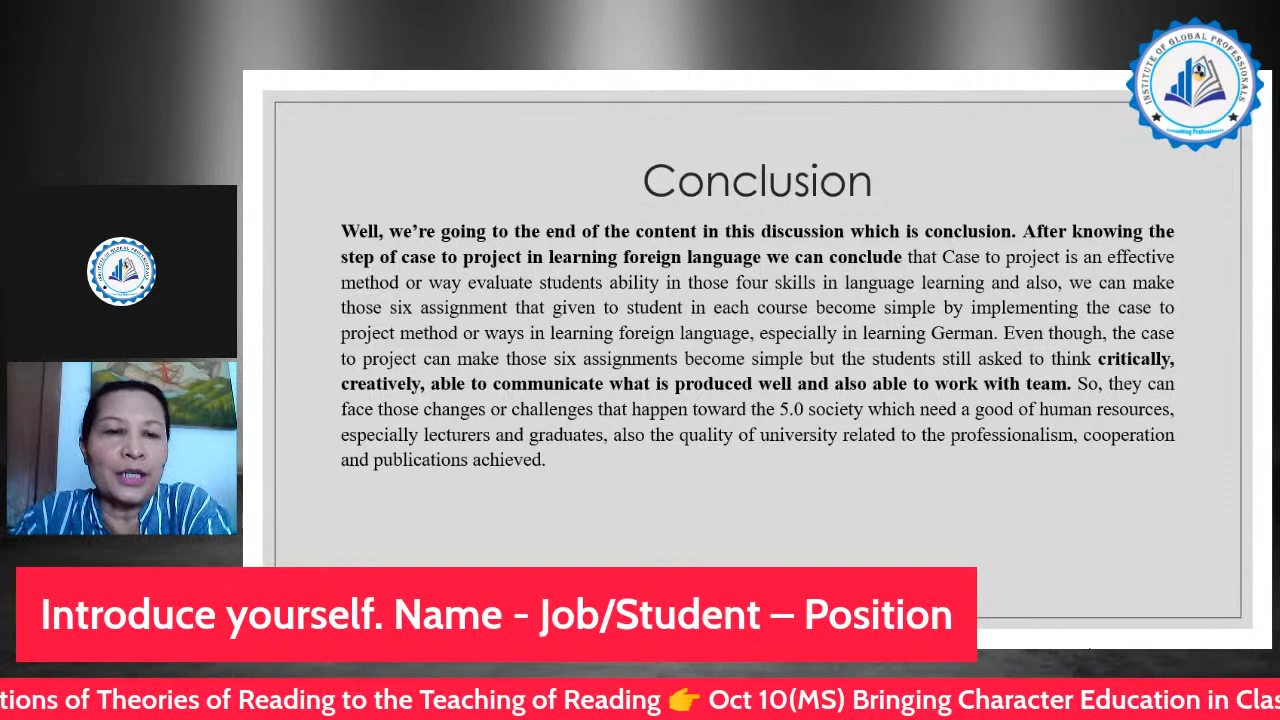 INSTITUTE OF GLOBAL PROFESSIONALS
Conclusion
Well, we’re going to the end of the content in this discussion which is conclusion. After knowing the
step of case to project in learning foreign language we can conclude that Case to project is an effective
method or way evaluate students ability in those four skills in language learning and also, we can make
those six assignment that given to student in each course become simple by implementing the case to
project method or ways in learning foreign language, especially in learning German. Even though, the case
to project can make those six assignments become simple but the students still asked to think critically,
creatively, able to communicate what is produced well and also able to work with team. So, they can
face those changes or challenges that happen toward the 5.0 society which need a good of human resources,
especially lecturers and graduates, also the quality of university related to the professionalism, cooperation
and publications achieved.
Introduce yourself. Name - Job/Student – Position
tions of Theories of Reading to the Teaching of Reading 👉 Oct 10(MS) Bringing Character Education in Clas